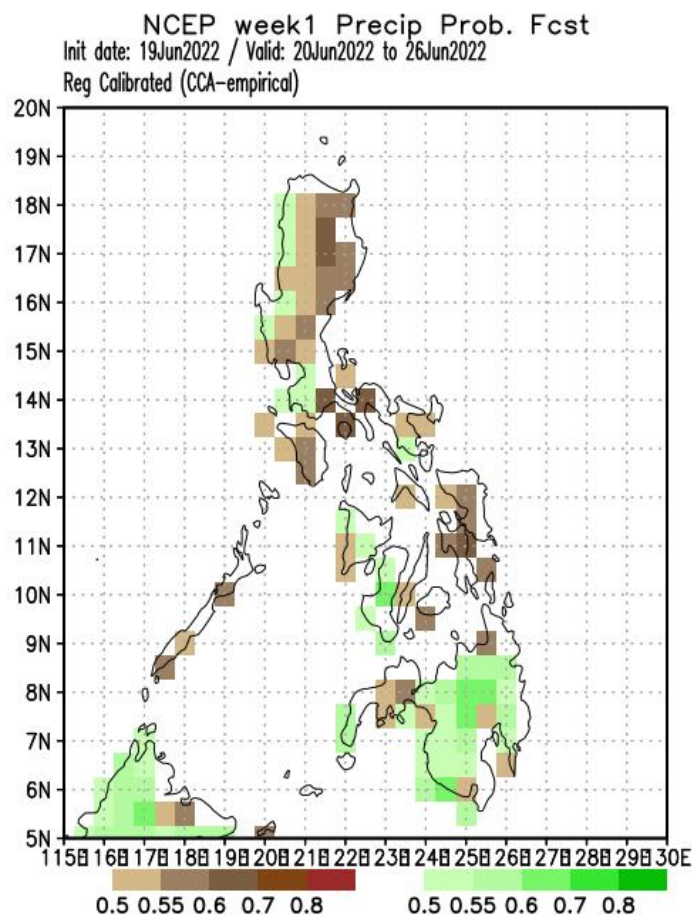 NCEP week1 Precip Prob. Fcst
Init date: 19Jun2022 / Valid: 20Jun2022 to 26Jun2022
Reg Calibrated (CCA-empirical)
20N
19N
18N
17N
16N
15N
14N
13N
12N
11N
10N
9N
8N
7N
6N
5N
115E 116E 117E 118E 119E 120E 121E 122E 123E 124E 125E 126E 127E 128E 129E 130E
0.5 0.55 0.6 0.7 0.8 0.5 0.55 0.6 0.7 0.8